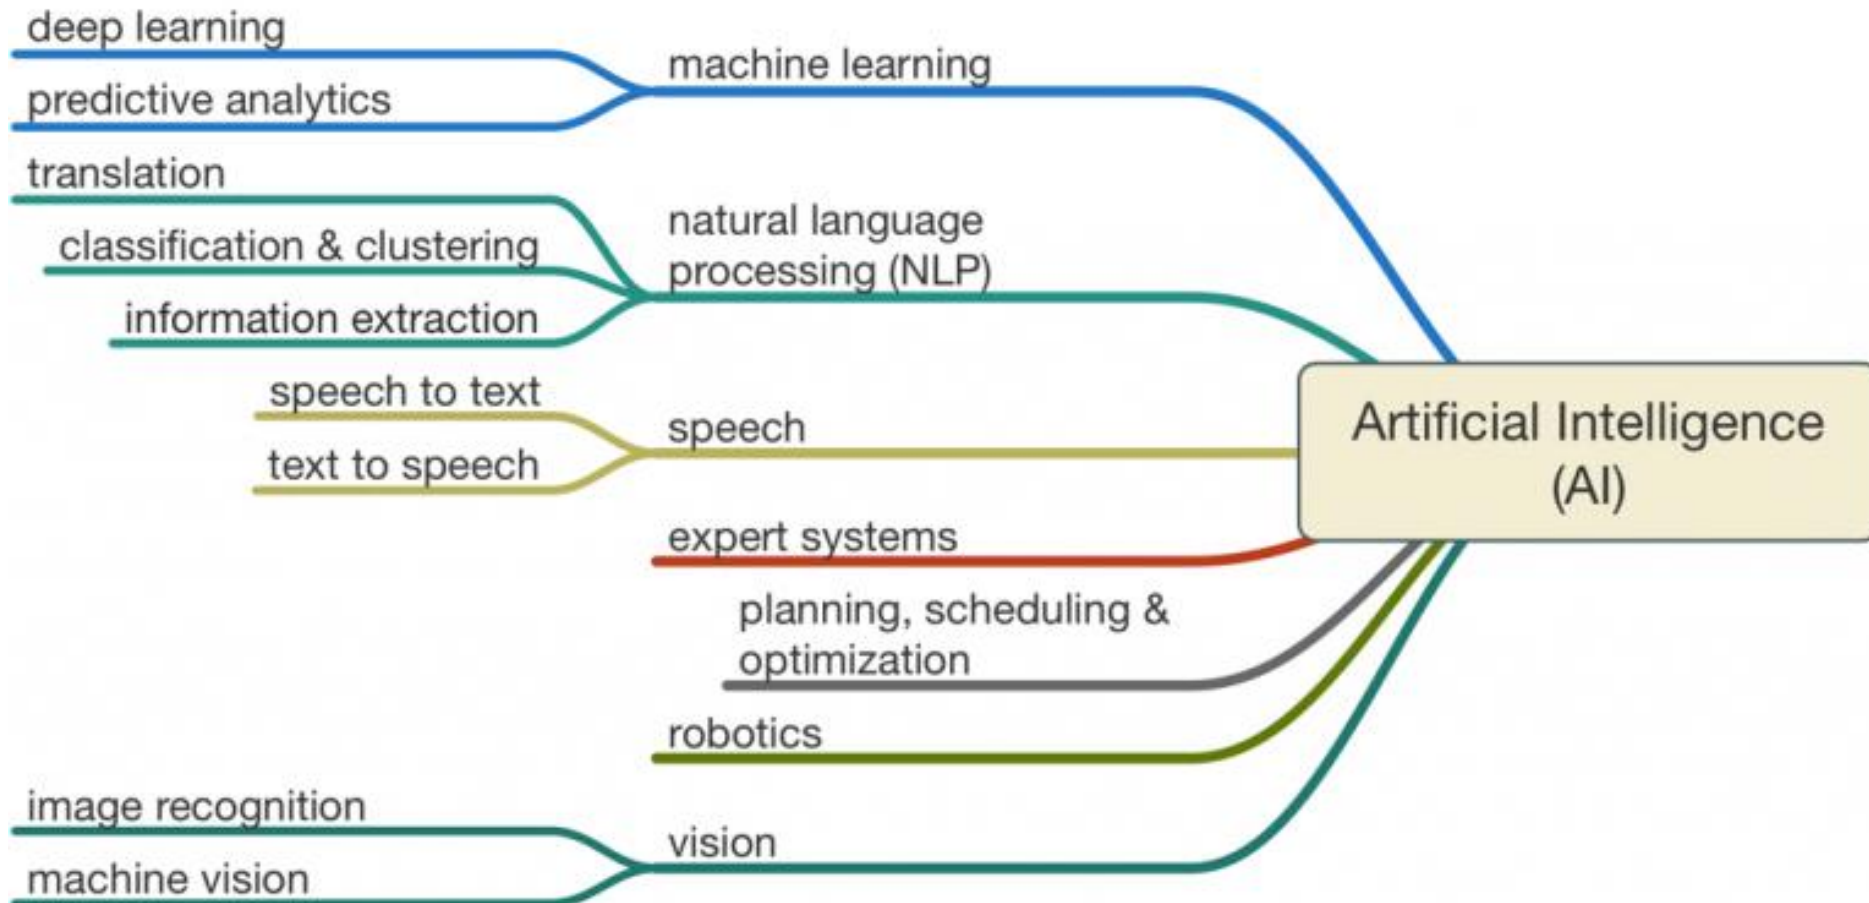 deep learning
predictive analytics
machine learning
translation
classification & clustering
information extraction
natural language
processing (NLP)
speech to text
text to speech
speech
expert systems
planning, scheduling &
optimization
robotics
image recognition
machine vision
vision
Artificial Intelligence
(AI)